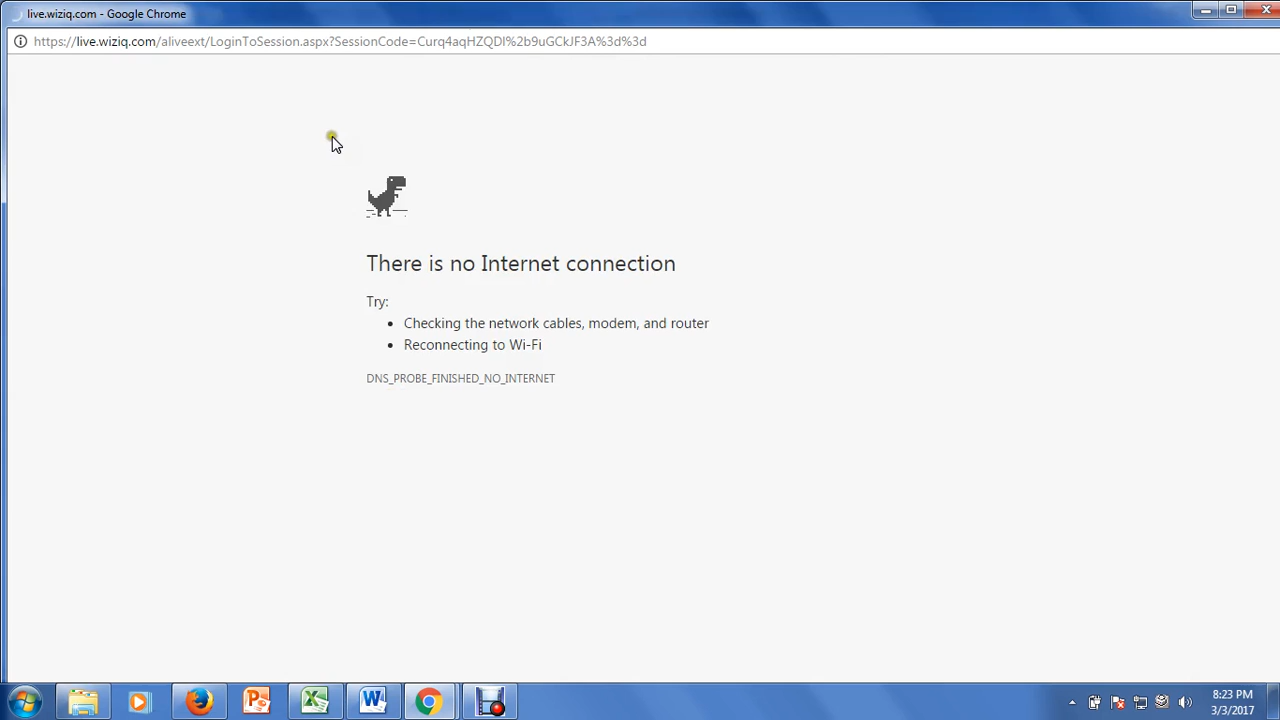 live.wiziq.com - Google Chrome
https://live.wiziq.com/aliveext/LoginToSession.aspx?SessionCode=Curq4aqHZQDl%2b9uGCkJF3A%3d%3d
There is no Internet connection
Try:
• Checking the network cables, modem, and router
• Reconnecting to Wi-Fi
DNS_PROBE_FINISHED_NO_INTERNET
8:23 PM
3/3/2017